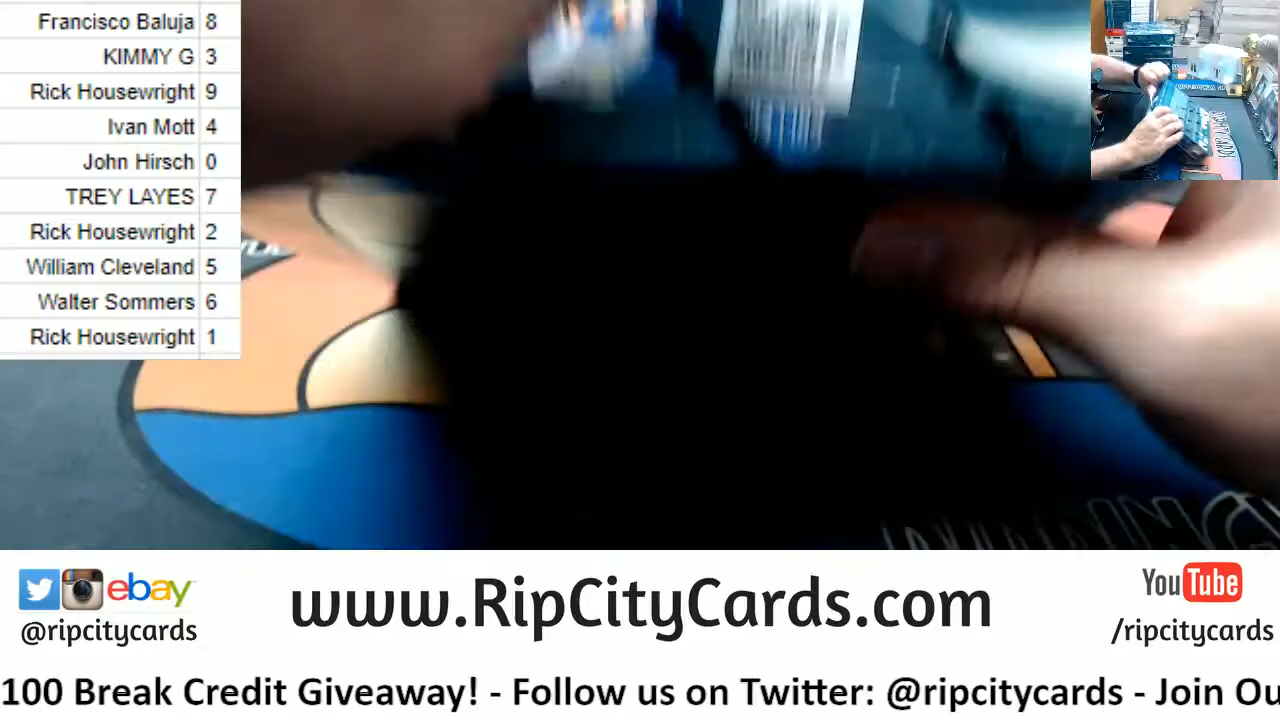 Francisco Baluja 8
KIMMY G 3
Rick Housewright 9
Ivan Mott 4
John Hirsch 0
TREY LAYES 7
Rick Housewright 2
William Cleveland 5
Walter Sommers 6
Rick Housewright 1
ebay
@ripcitycards
www.RipCityCards.com
YouTube
/ripcitycards
100 Break Credit Giveaway! - Follow us on Twitter: @ripcitycards - Join Ou